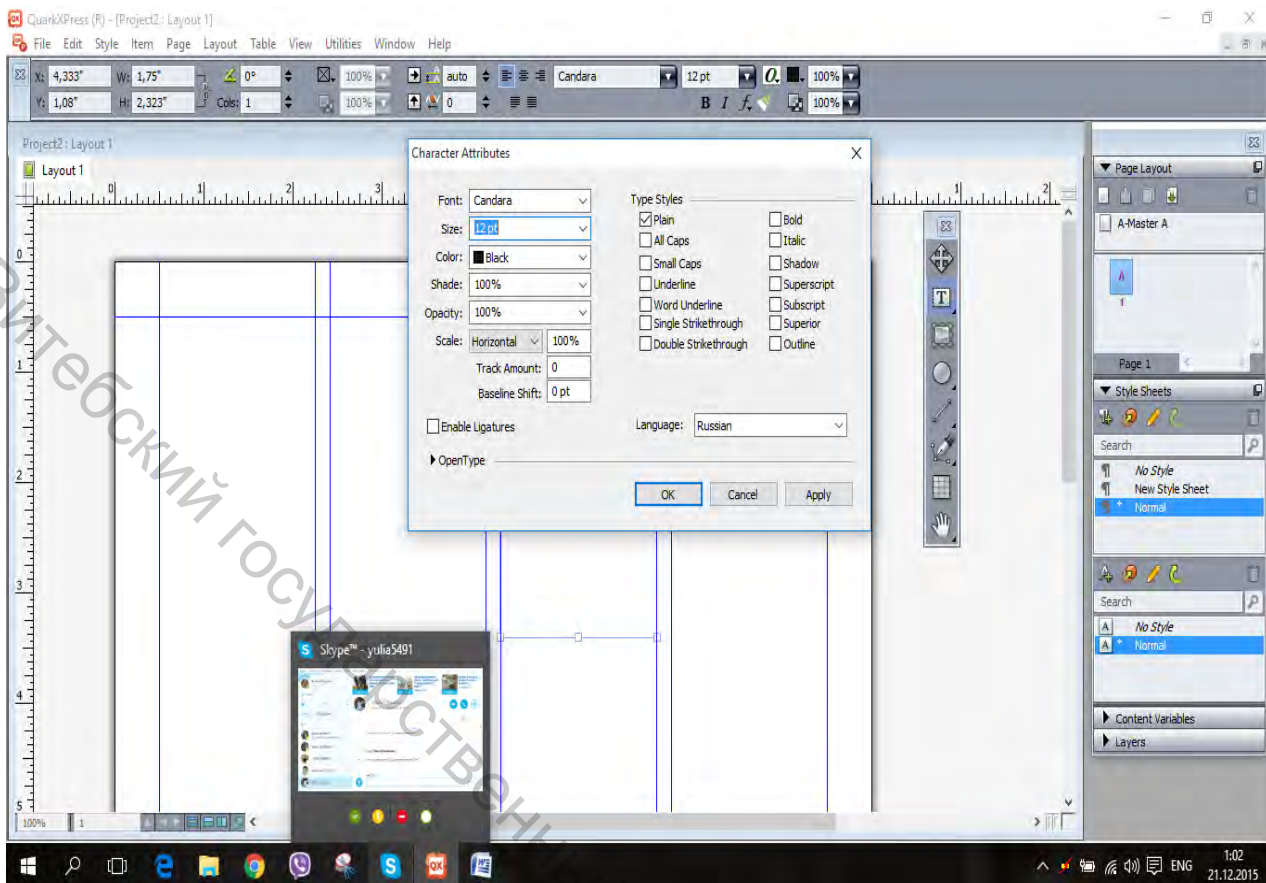 QuarkXPress (R) - [Project2 : Layout 1]
File Edit Style Item Page Layout Table View Utilities Window Help
X: 4,333" W: 1,75" 0° 100% auto Candara 12 pt 100%
Y: 1,08" H: 2,323" Cols: 1 100% 0 B I 100%
Project2 : Layout 1
Layout 1
Character Attributes
Font: Candara
Size: 12 pt
Color: Black
Shade: 100%
Opacity: 100%
Scale: Horizontal 100%
Track Amount: 0
Baseline Shift: 0 pt
Enable Ligatures
OpenType
Type Styles
Plain Bold
All Caps Italic
Small Caps Shadow
Underline Superscript
Word Underline Subscript
Single Strikethrough Superior
Double Strikethrough Outline
Language: Russian
OK Cancel Apply
Page Layout
A-Master A
A
1
Page 1
Style Sheets
Search
No Style
New Style Sheet
Normal
Search
No Style
Normal
Content Variables
Layers
Skype™ - yulia5491
100% 1
ENG 1:02
21.12.2015
Витебский государственн